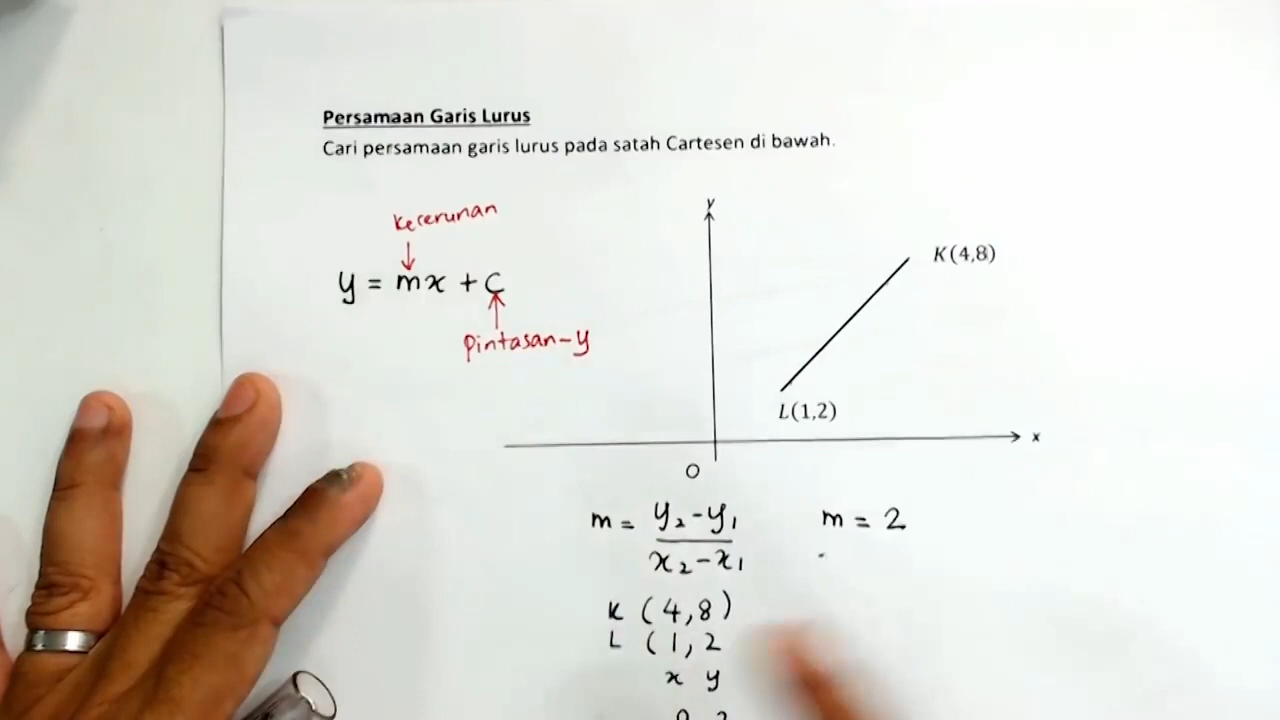 Persamaan Garis Lurus
Cari persamaan garis lurus pada satah Cartesen di bawah.
kecerunan
y = mx + c
pintasan-y
y
K(4,8)
L(1,2)
x
O
m = y₂-y₁ / x₂-x₁
m = 2
K (4,8)
L (1,2
x y